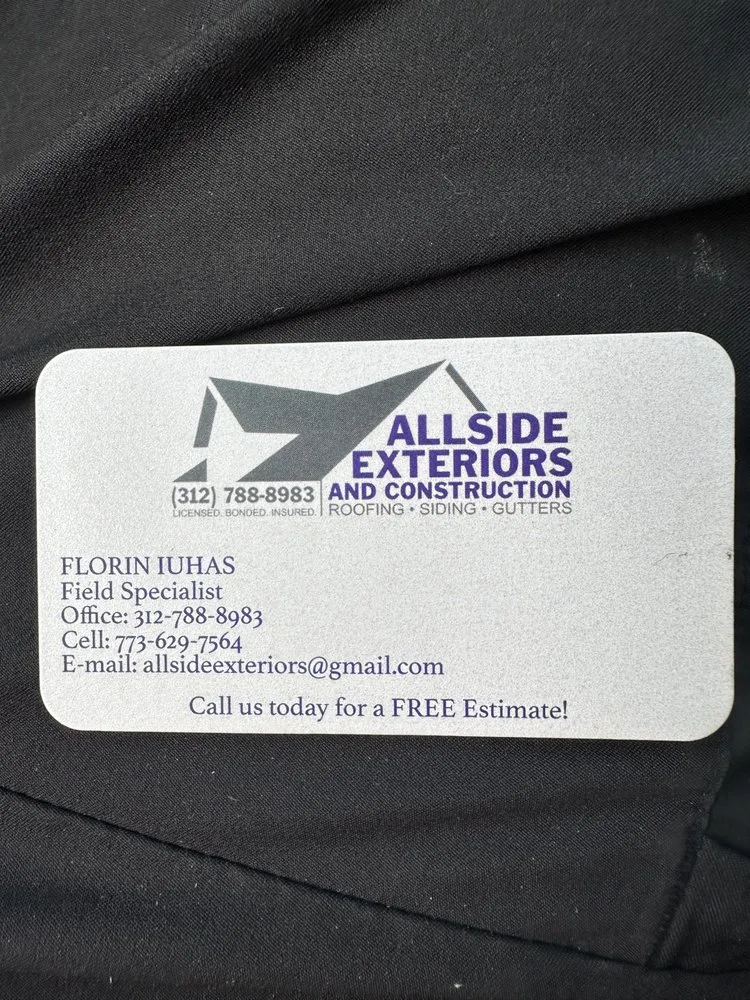 ALLSIDE
EXTERIORS
AND CONSTRUCTION
(312) 788-8983
LICENSED. BONDED. INSURED.
ROOFING • SIDING • GUTTERS
FLORIN IUHAS
Field Specialist
Office: 312-788-8983
Cell: 773-629-7564
E-mail: allsideexteriors@gmail.com
Call us today for a FREE Estimate!